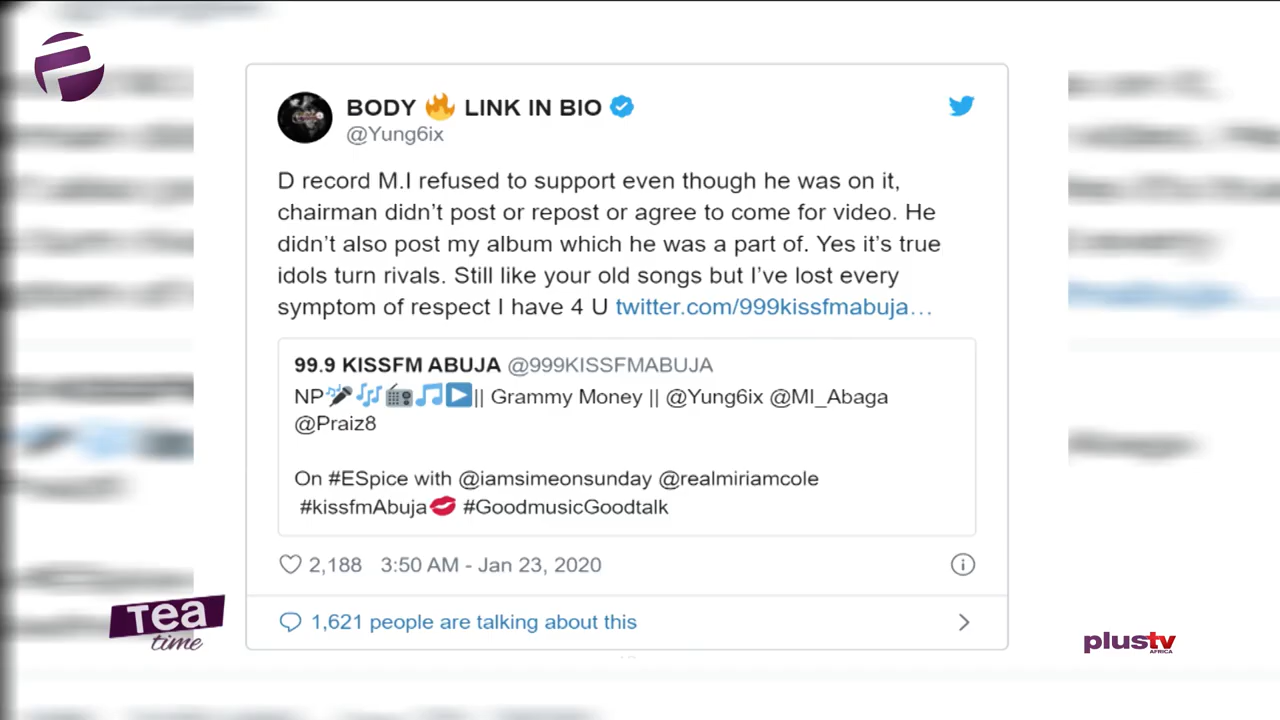 BODY 🔥 LINK IN BIO
@Yung6ix
D record M.I refused to support even though he was on it,
chairman didn't post or repost or agree to come for video. He
didn't also post my album which he was a part of. Yes it's true
idols turn rivals. Still like your old songs but I've lost every
symptom of respect I have 4 U twitter.com/999kissfmabuja…
99.9 KISSFM ABUJA @999KISSFMABUJA
NP🎤🎶📻🎵▶️|| Grammy Money || @Yung6ix @MI_Abaga
@Praiz8
On #ESpice with @iamsimeonsunday @realmiriamcole
#kissfmAbuja💋 #GoodmusicGoodtalk
2,188 3:50 AM - Jan 23, 2020
1,621 people are talking about this
Tea
time
plustv
AFRICA